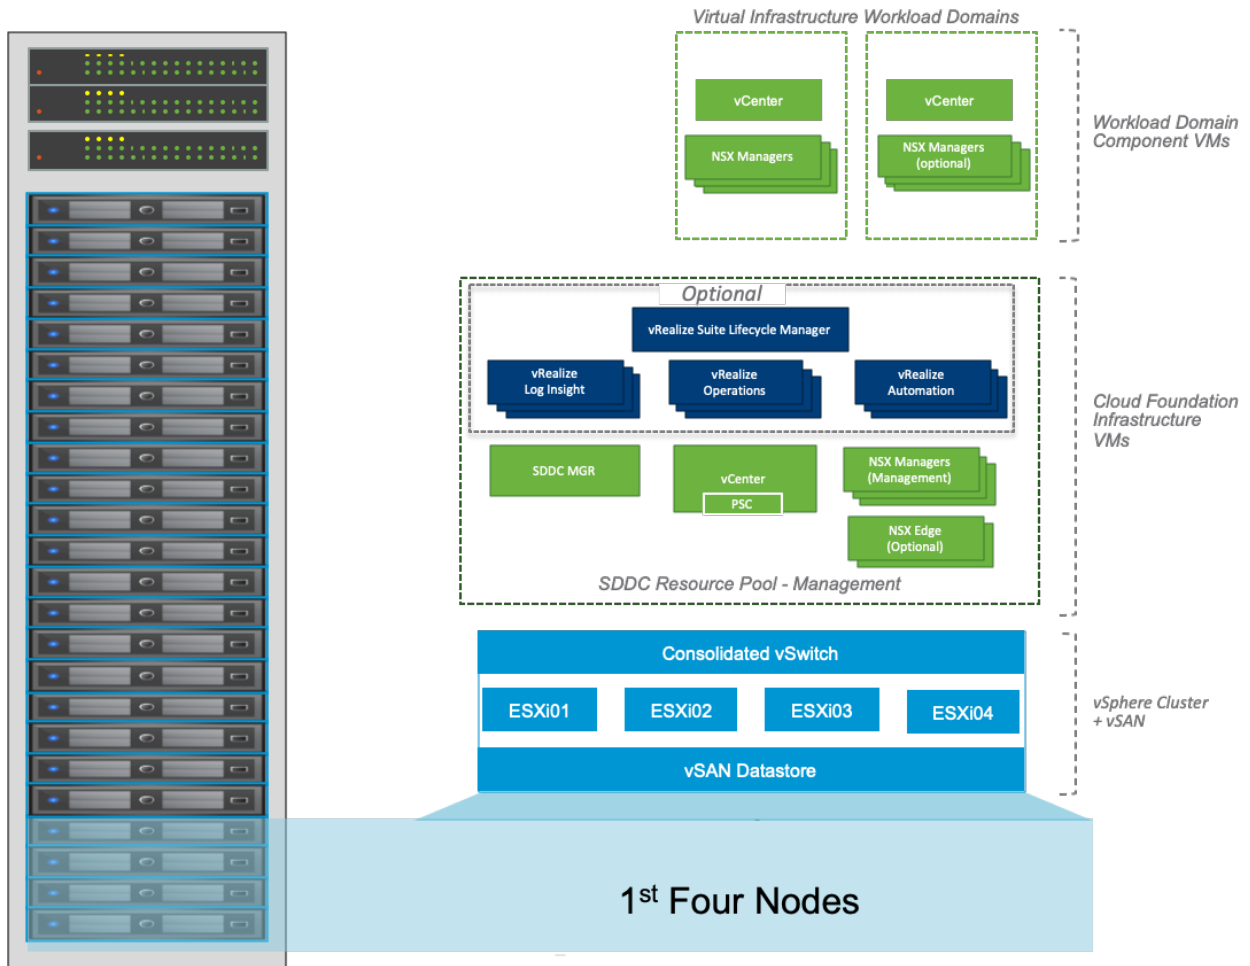 Virtual Infrastructure Workload Domains
vCenter
NSX Managers
vCenter
NSX Managers
(optional)
Workload Domain
Component VMs
Optional
vRealize Suite Lifecycle Manager
vRealize
Log Insight
vRealize
Operations
vRealize
Automation
SDDC MGR
vCenter
PSC
NSX Managers
(Management)
NSX Edge
(Optional)
SDDC Resource Pool - Management
Cloud Foundation
Infrastructure
VMs
Consolidated vSwitch
ESXi01
ESXi02
ESXi03
ESXi04
vSAN Datastore
vSphere Cluster
+ vSAN
1st Four Nodes